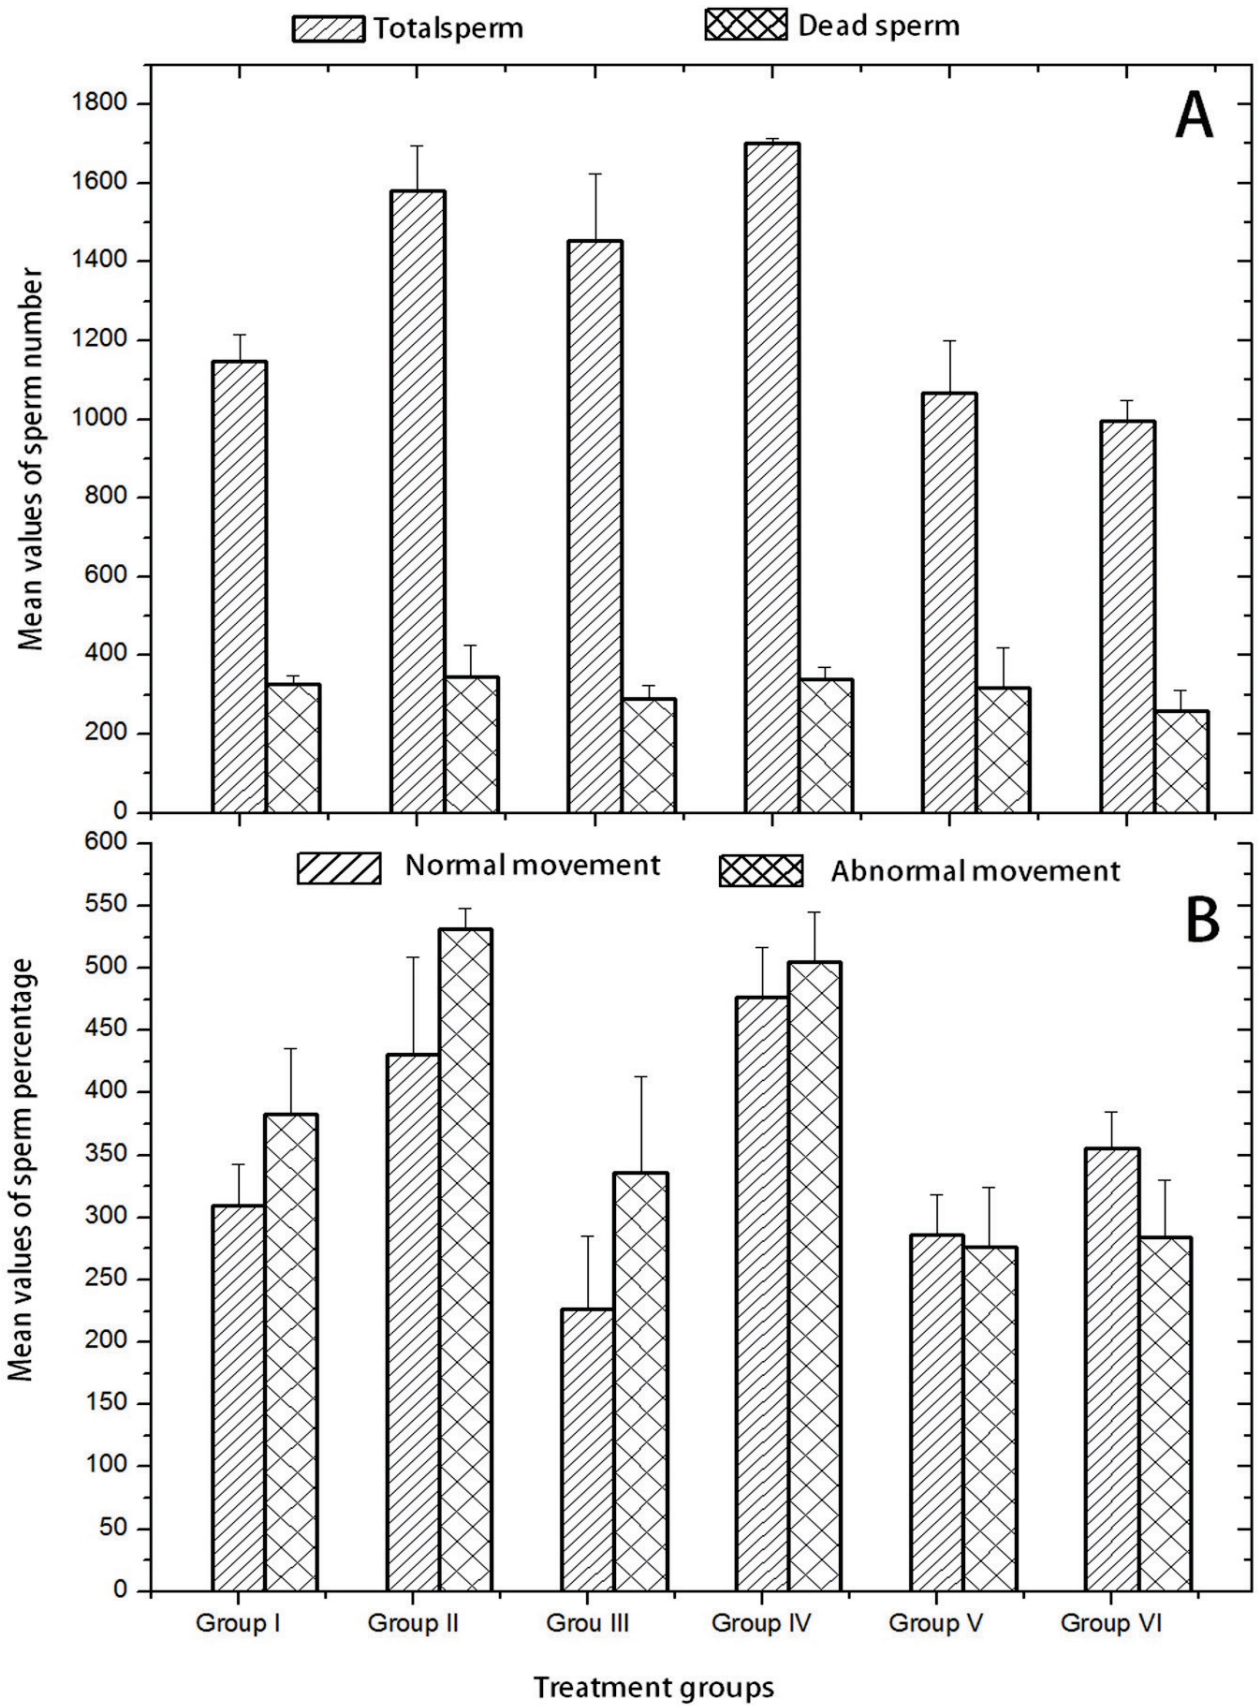 Totalsperm
Dead sperm
A
Mean values of sperm number
1800
1600
1400
1200
1000
800
600
400
200
0
Normal movement
Abnormal movement
B
Mean values of sperm percentage
600
550
500
450
400
350
300
250
200
150
100
50
0
Group I
Group II
Grou III
Group IV
Group V
Group VI
Treatment groups